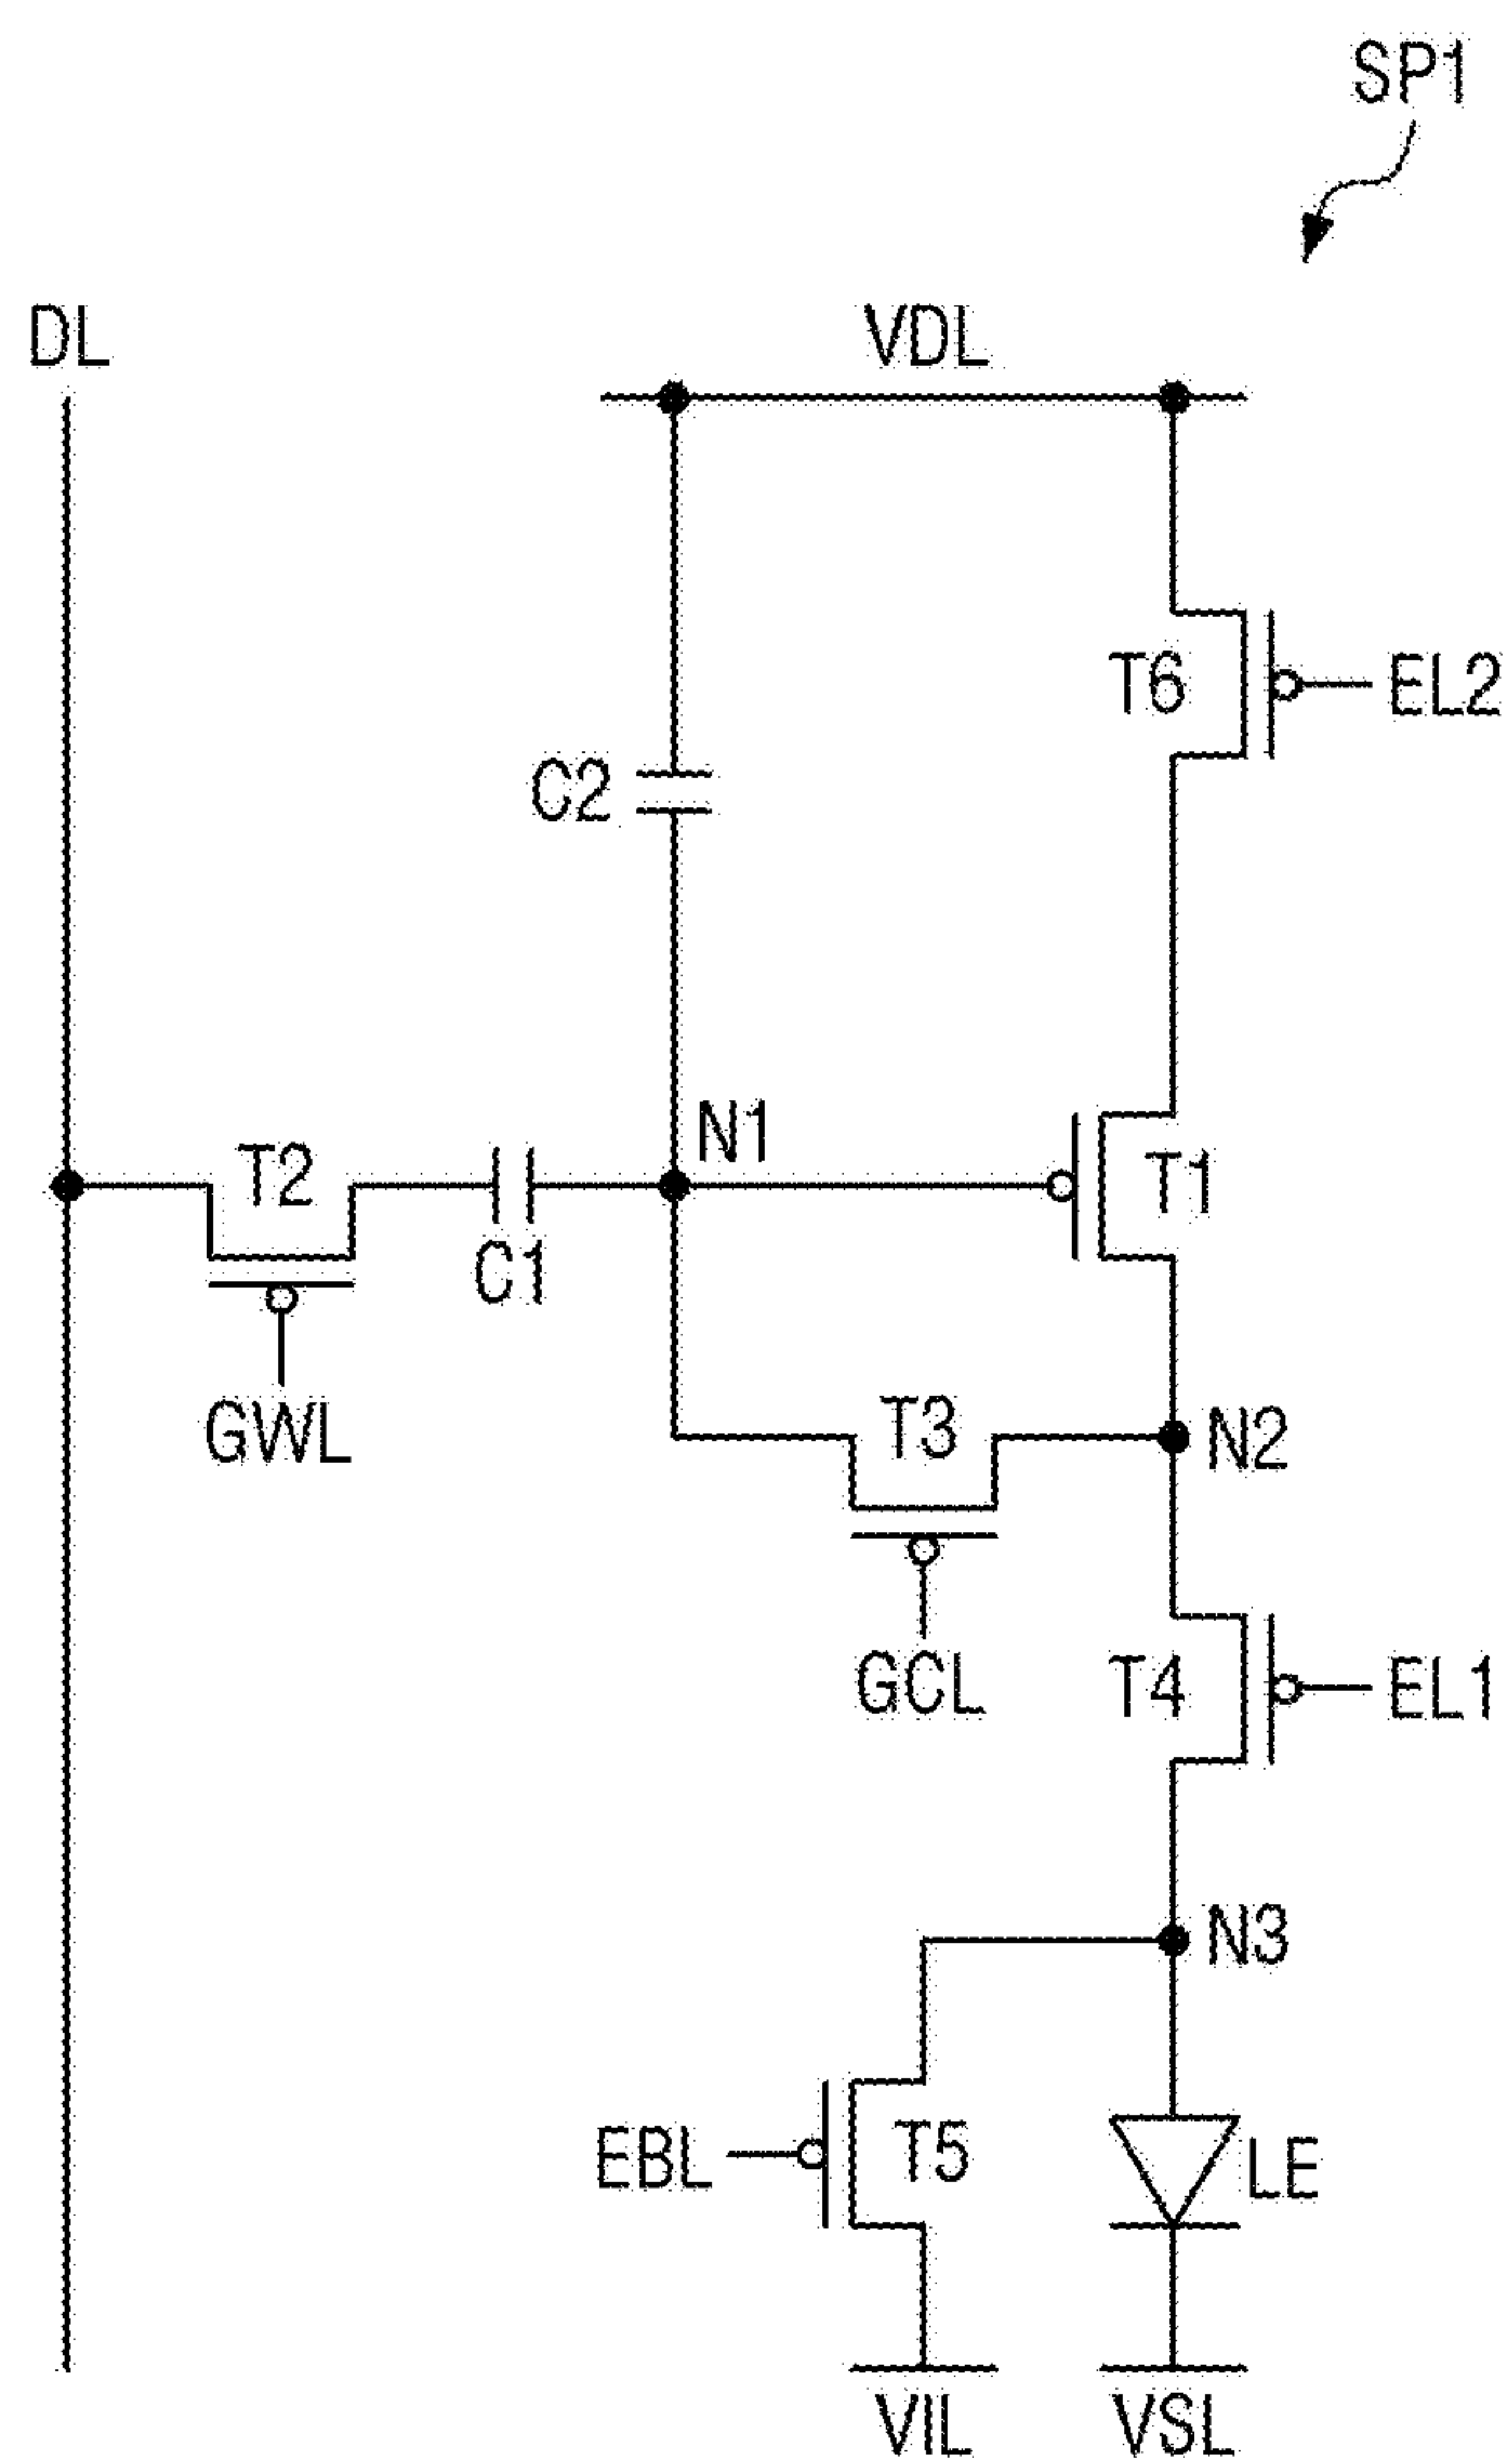 SP1
DL
VDL
T6
EL2
C2
N1
T2
T1
C1
GWL
T3
N2
GCL
T4
EL1
N3
EBL
T5
LE
VIL
VSL